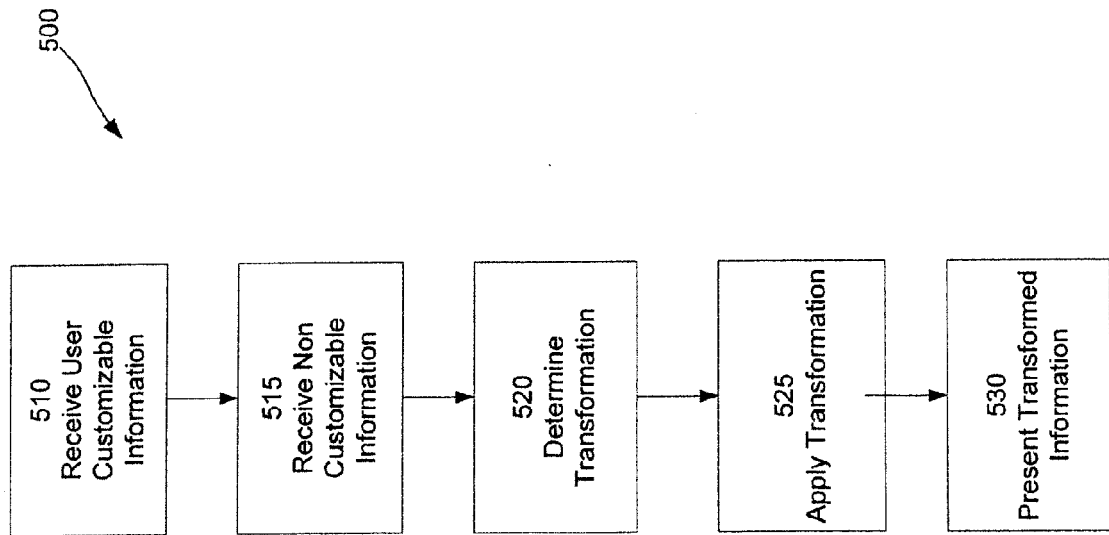 500
510
Receive User
Customizable
Information
515
Receive Non
Customizable
Information
520
Determine
Transformation
525
Apply Transformation
530
Present Transformed
Information